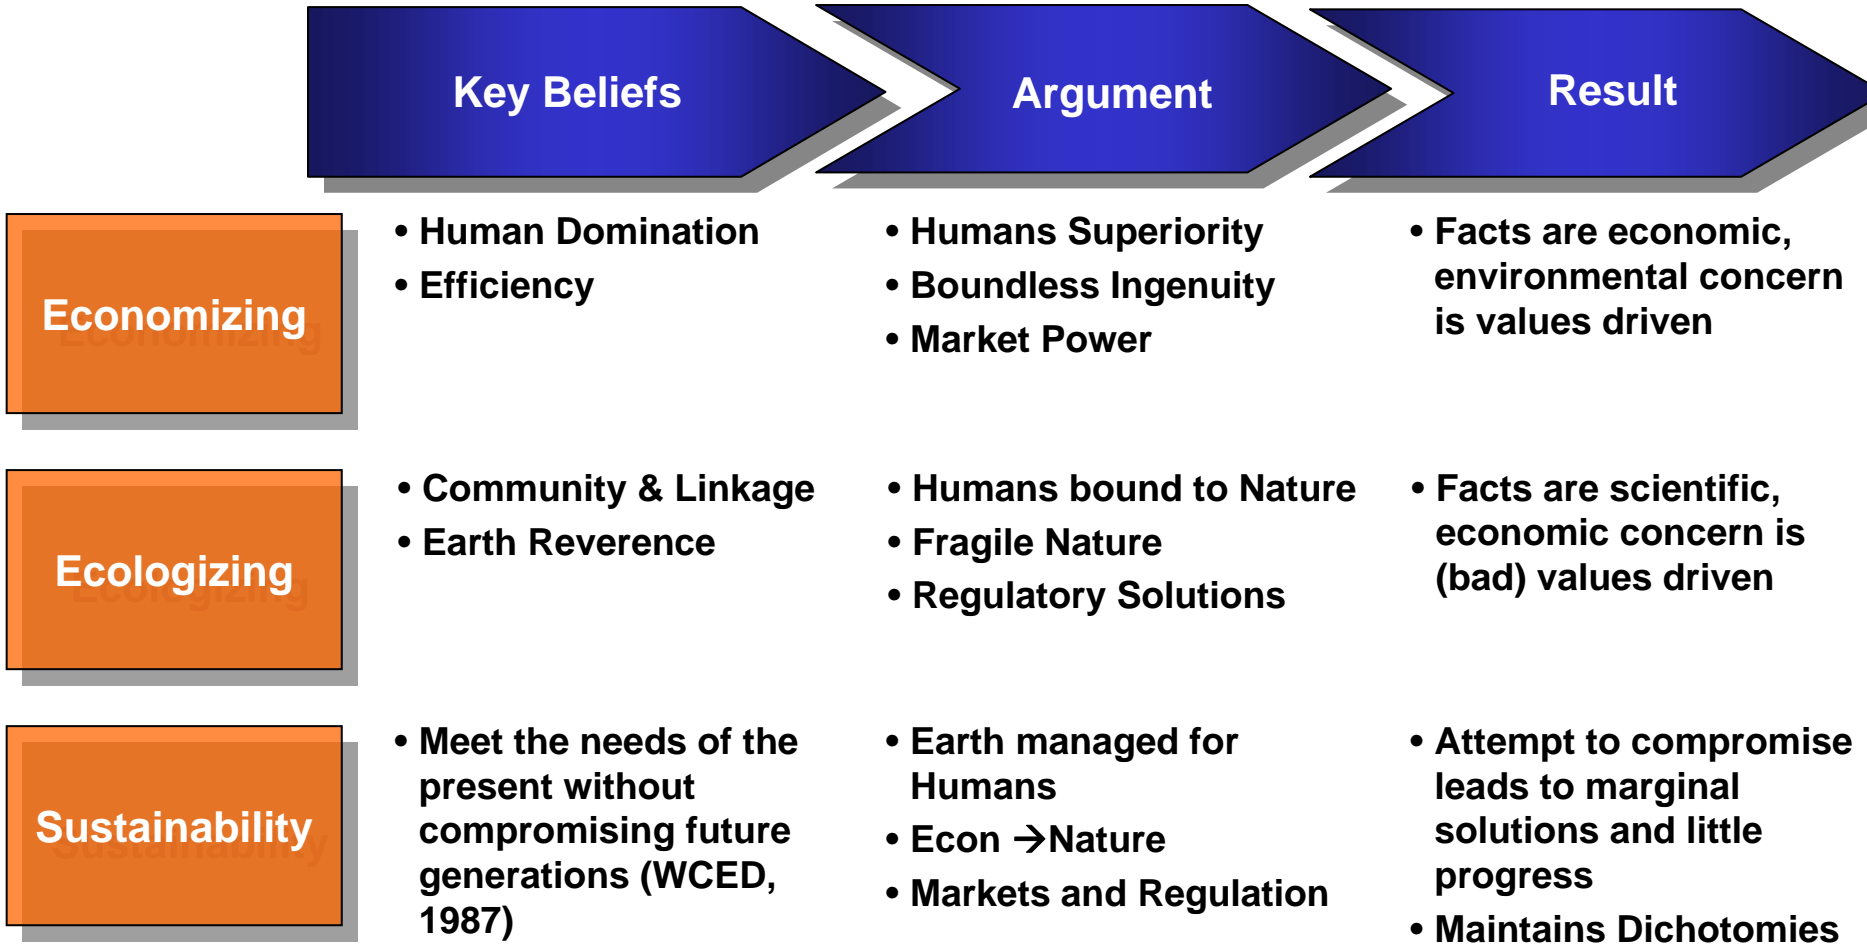 Key Beliefs
Argument
Result
Economizing
• Human Domination
• Efficiency
• Humans Superiority
• Boundless Ingenuity
• Market Power
• Facts are economic,
environmental concern
is values driven
Ecologizing
• Community & Linkage
• Earth Reverence
• Humans bound to Nature
• Fragile Nature
• Regulatory Solutions
• Facts are scientific,
economic concern is
(bad) values driven
Sustainability
• Meet the needs of the
present without
compromising future
generations (WCED,
1987)
• Earth managed for
Humans
• Econ →Nature
• Markets and Regulation
• Attempt to compromise
leads to marginal
solutions and little
progress
• Maintains Dichotomies